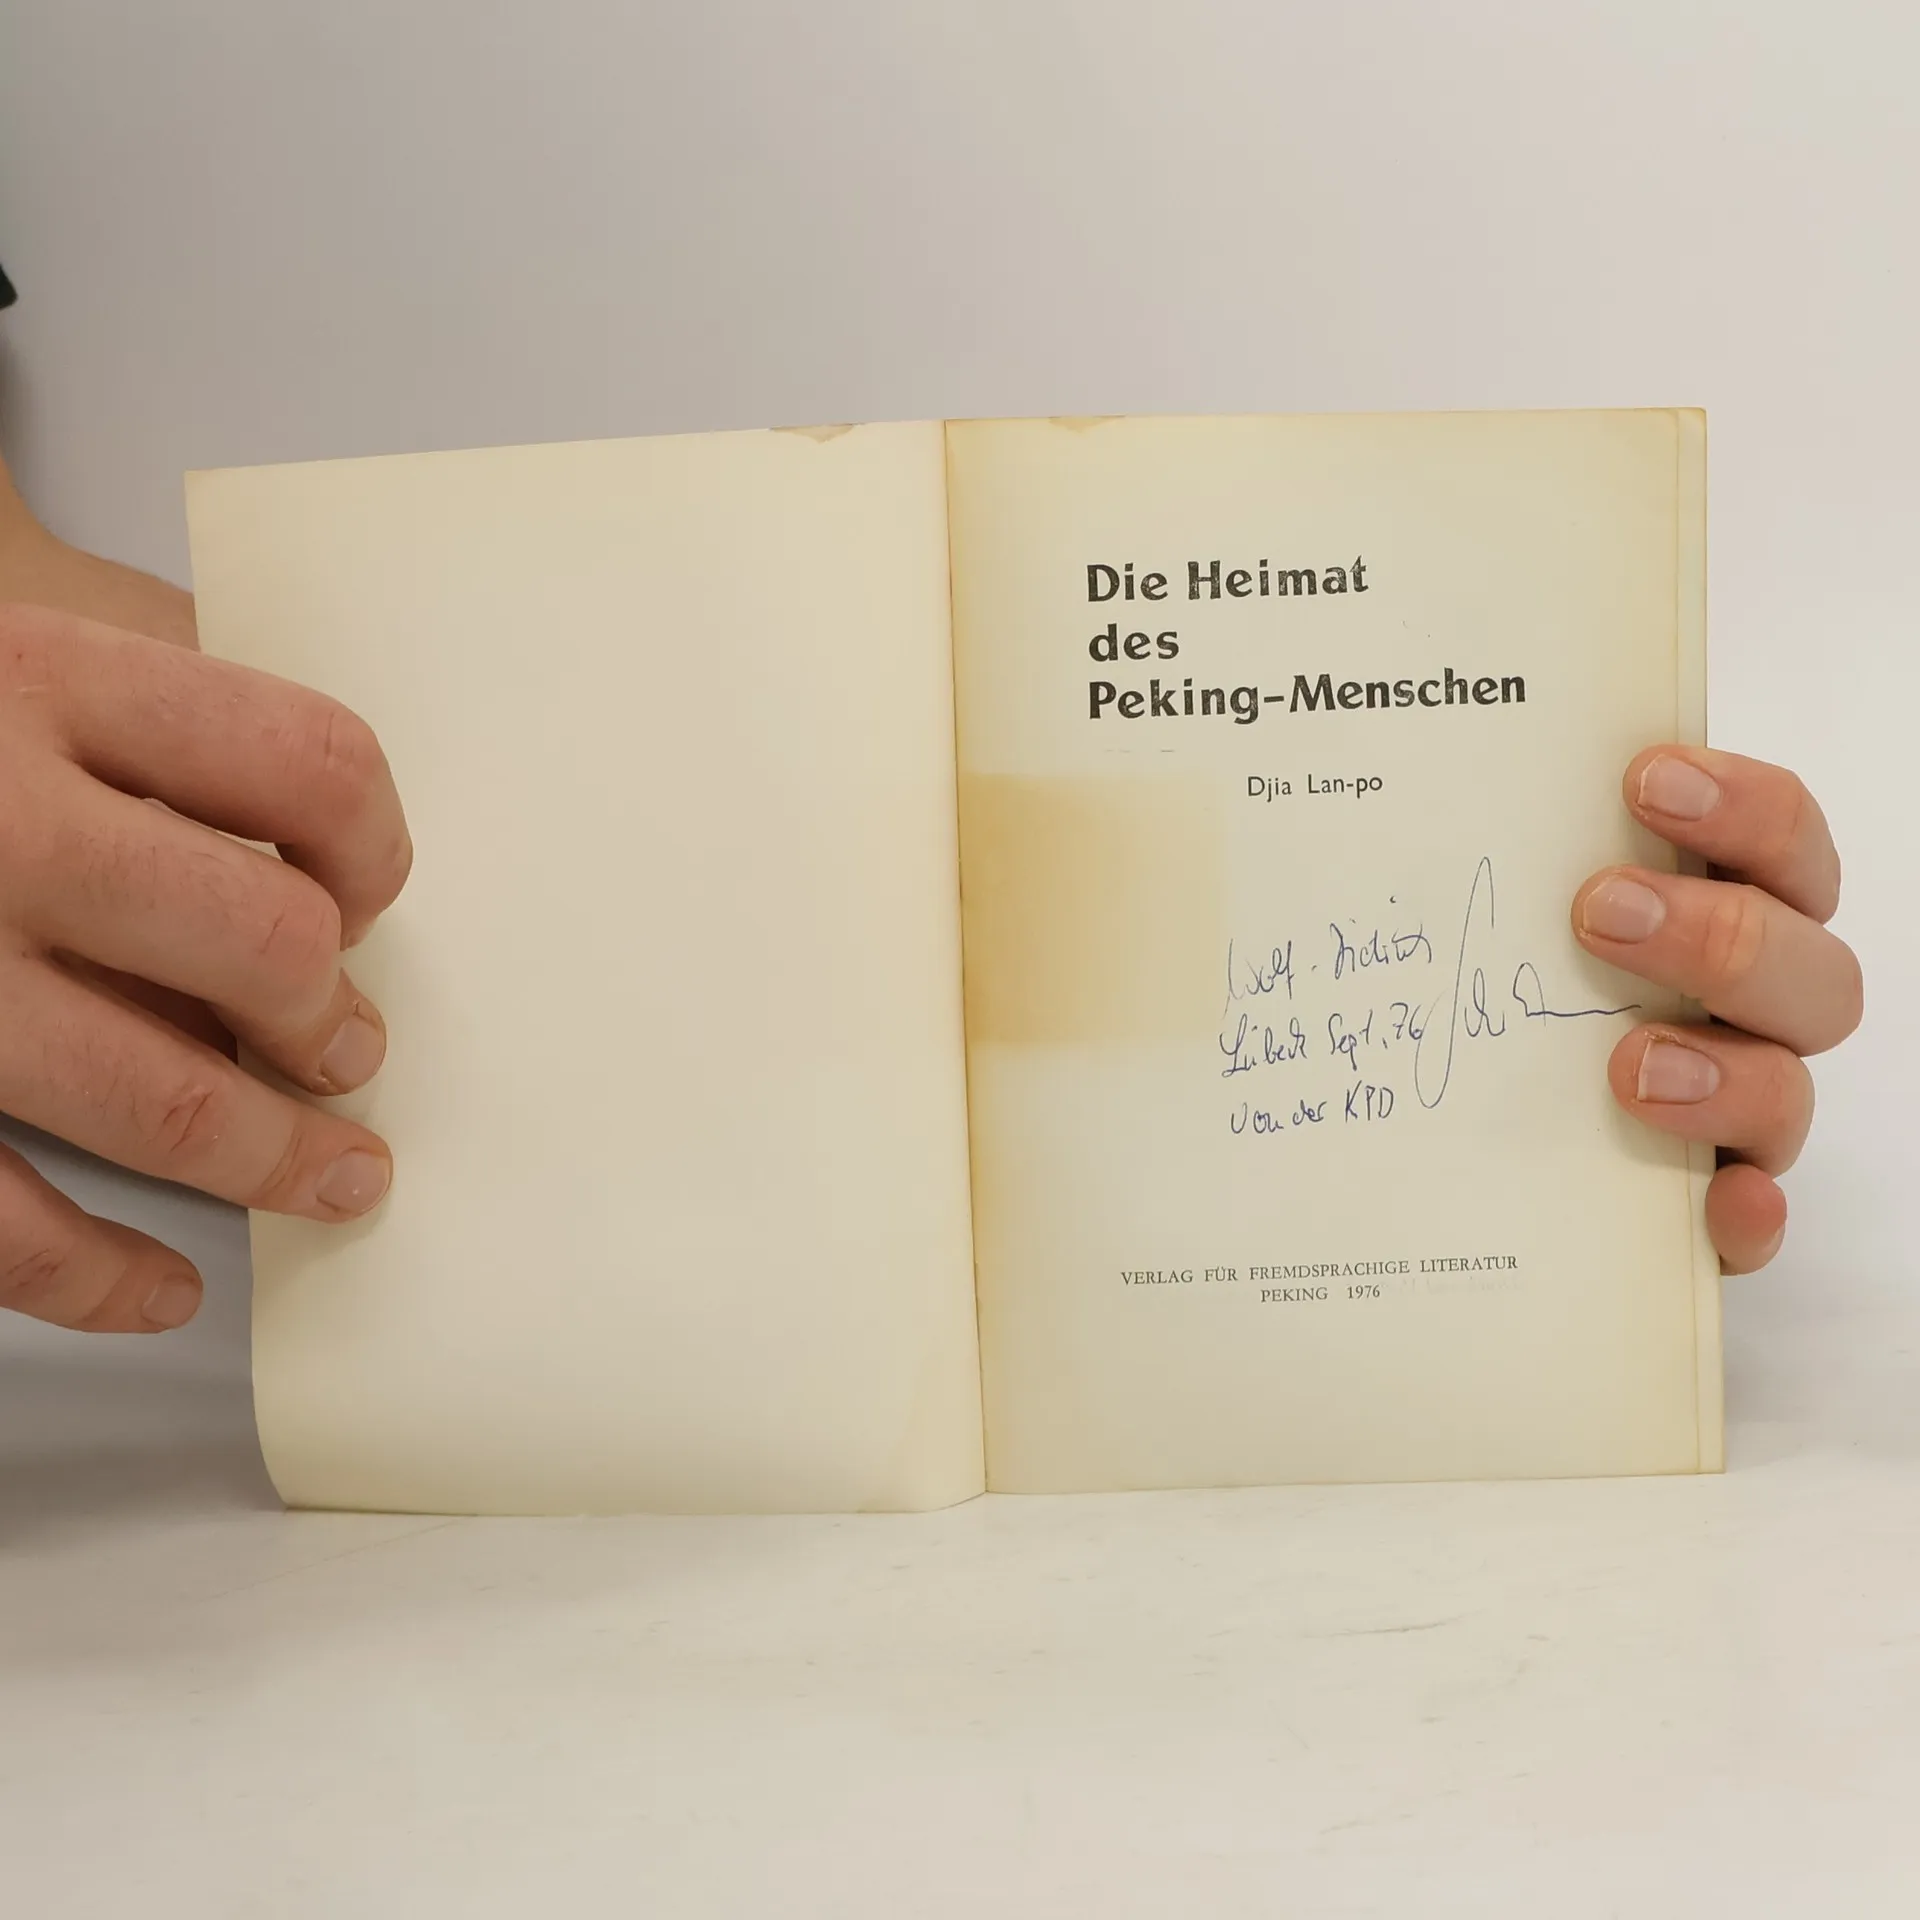 Die Heimat
des
Peking-Menschen
Djia Lan-po
Wolf-
Lübeck Sept. 76
von der KPD
VERLAG FÜR FREMDSPRACHIGE LITERATUR
PEKING 1976